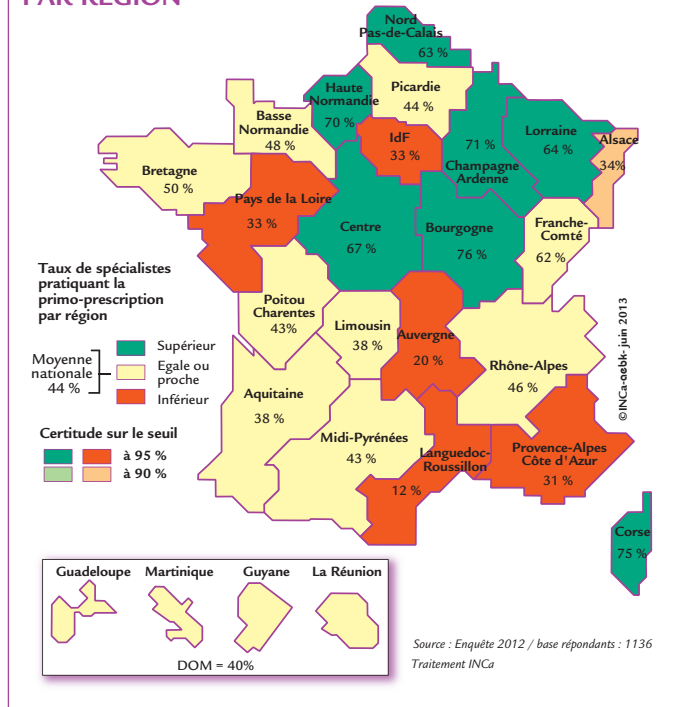 PAR RÉGION
Nord
Pas-de-Calais
63 %
Picardie
44 %
Haute
Normandie
70 %
Basse
Normandie
48 %
IdF
33 %
71 %
Champagne
Ardenne
Lorraine
64 %
Alsace
34%
Bretagne
50 %
Pays de la Loire
33 %
Centre
67 %
Bourgogne
76 %
Franche-
Comté
62 %
Taux de spécialistes
pratiquant la
primo-prescription
par région
Moyenne
nationale
44 %
Supérieur
Egale ou
proche
Inférieur
Certitude sur le seuil
à 95 %
à 90 %
Poitou
Charentes
43%
Limousin
38 %
Auvergne
20 %
Rhône-Alpes
46 %
Aquitaine
38 %
Midi-Pyrénées
43 %
Languedoc-
Roussillon
12 %
Provence-Alpes
Côte d'Azur
31 %
Corse
75 %
©INCa-oebk- juin 2013
Guadeloupe
Martinique
Guyane
La Réunion
DOM = 40%
Source : Enquête 2012 / base répondants : 1136
Traitement INCa